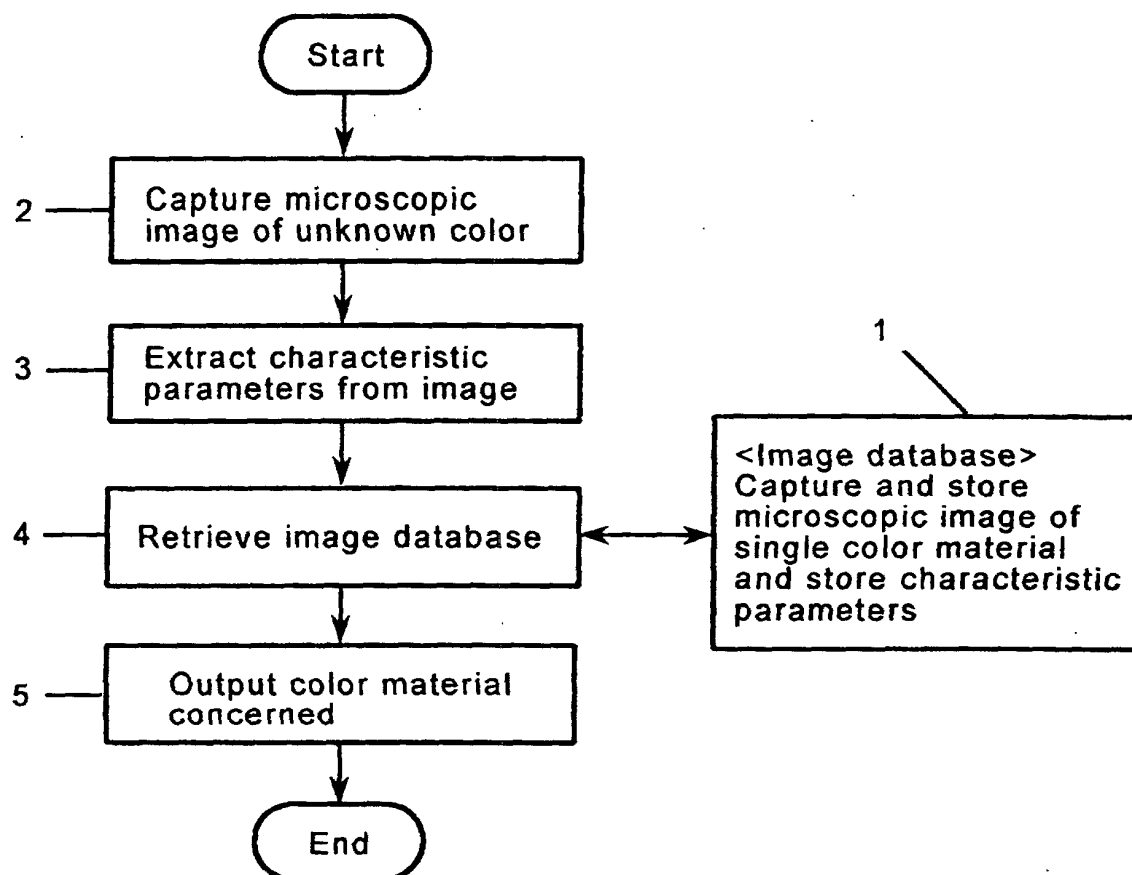 Start
2
Capture microscopic
image of unknown color
3
Extract characteristic
parameters from image
1
4
Retrieve image database
<Image database>
Capture and store
microscopic image of
single color material
and store characteristic
parameters
5
Output color material
concerned
End